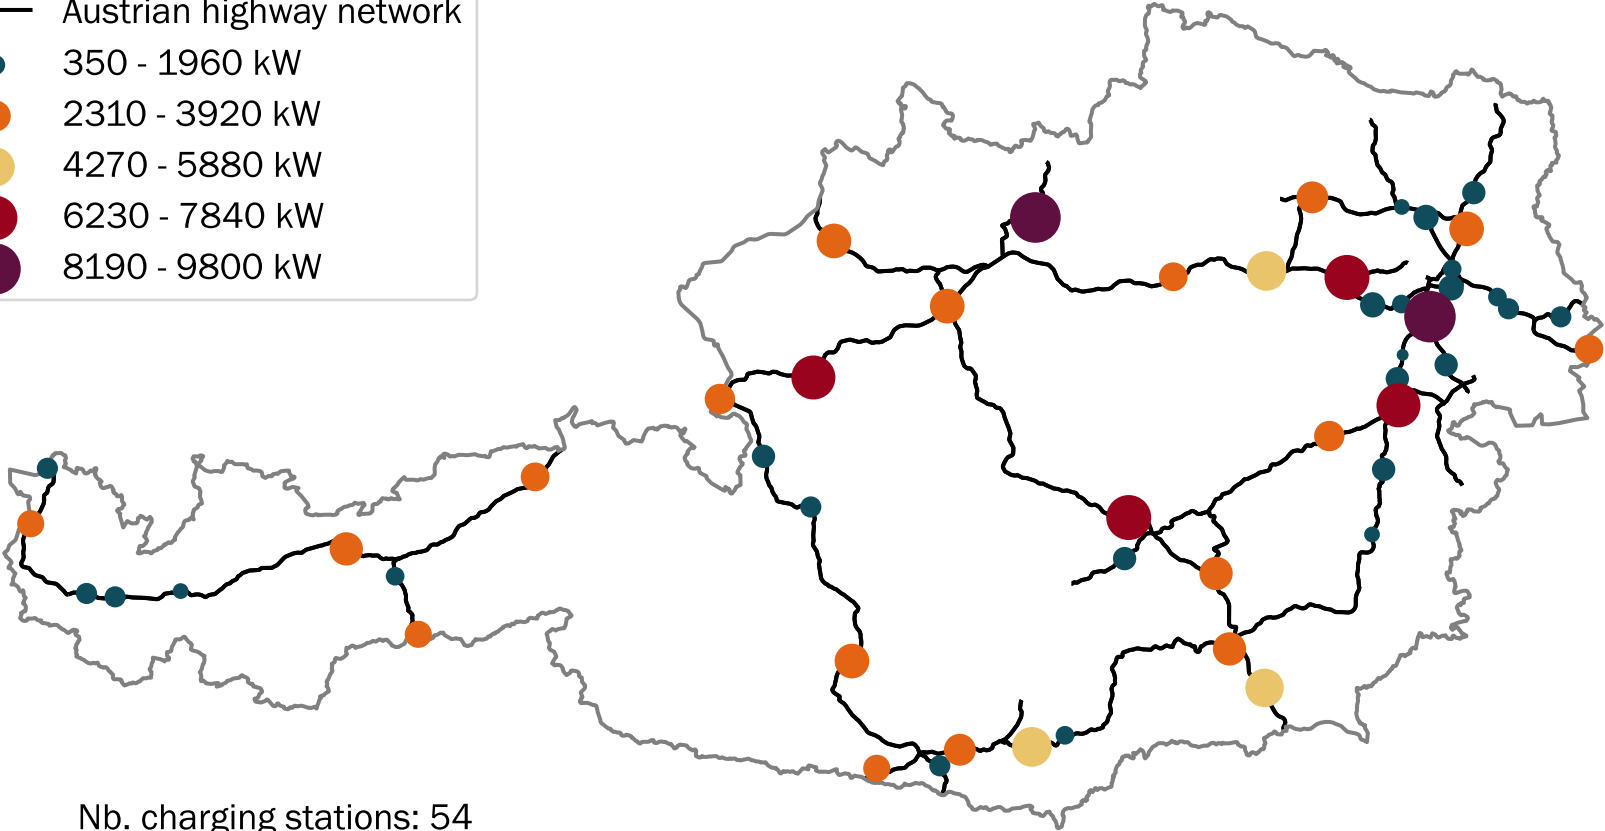 Austrian highway network
350 - 1960 kW
2310 - 3920 kW
4270 - 5880 kW
6230 - 7840 kW
8190 - 9800 kW
Nb. charging stations: 54